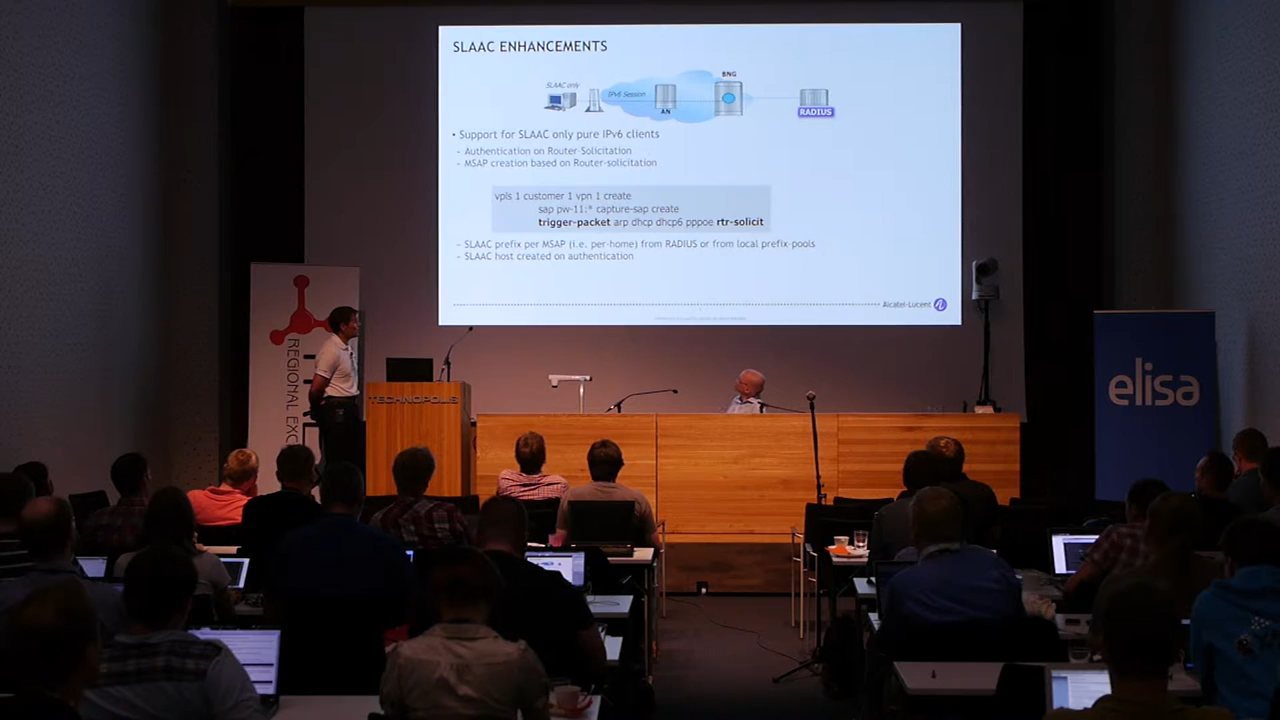 SLAAC ENHANCEMENTS
BNG
SLAAC only
IPv6 Session
AN
RADIUS
• Support for SLAAC only pure IPv6 clients
– Authentication on Router-Solicitation
– MSAP creation based on Router-solicitation
vpls 1 customer 1 vpn 1 create
sap pw-11:* capture-sap create
trigger-packet arp dhcp dhcp6 pppoe rtr-solicit
– SLAAC prefix per MSAP (i.e. per-home) from RADIUS or from local prefix-pools
– SLAAC host created on authentication
Alcatel-Lucent
REGIONAL EXC
TECHNOPOLIS
elisa